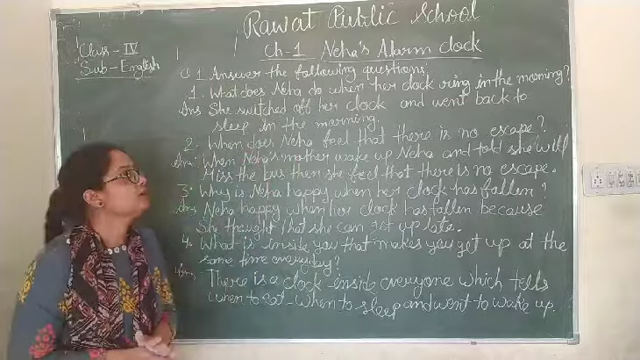 Rawat Public School
Class - IV
Sub - English
Ch-1 Neha's Alarm clock
Q1. Answer the following questions,
1. What does Neha do when her clock ring in the morning?
Ans She switched off her clock and went back to
sleep in the morning.
2. When does Neha feel that there is no escape?
Ans. When Neha's mother wake up Neha and told she will
Miss the bus then she feel that there is no escape.
3. Why is Neha happy when her clock has fallen?
Ans. Neha happy when her clock has fallen because
She thought that she can get up late.
4. What is inside you that makes you get up at the
same time everyday?
Ans. There is a clock inside everyone which tells
when to eat - when to sleep and to wake up.